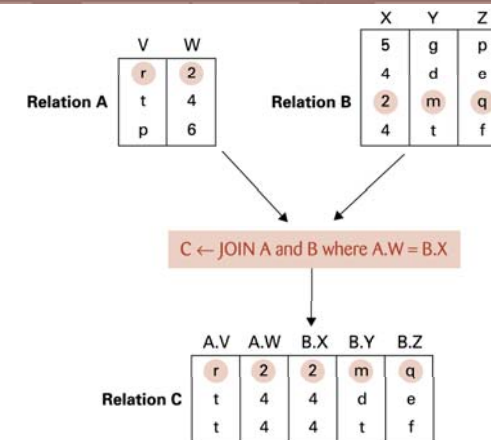 X Y Z
V W
5 g p
r 2
4 d e
Relation A
t 4
Relation B
2 m q
p 6
4 t f
C ← JOIN A and B where A.W = B.X
A.V A.W B.X B.Y B.Z
r 2 2 m q
Relation C
t 4 4 d e
t 4 4 t f